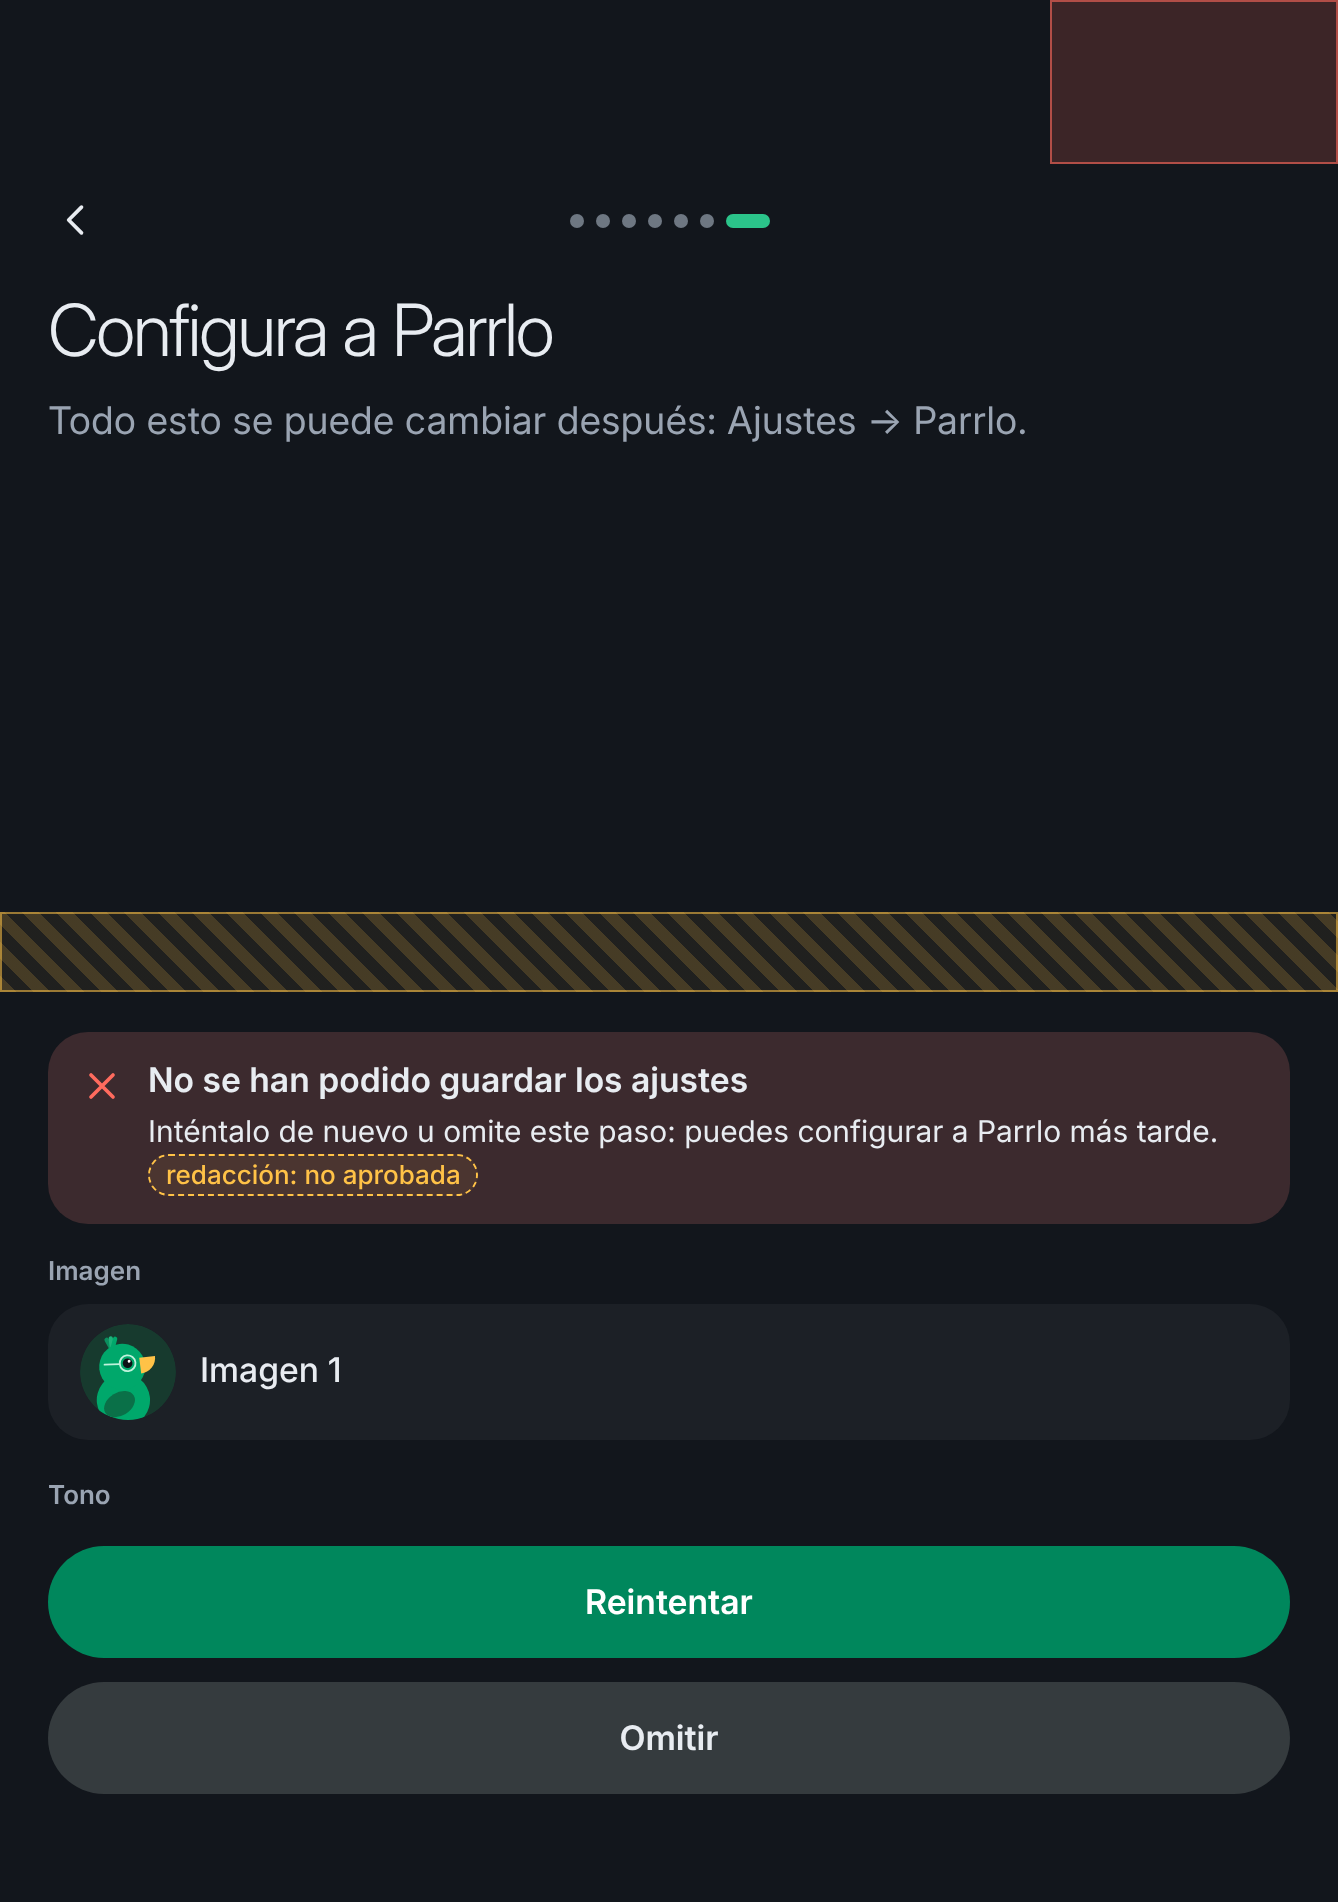 Configura a Parrlo
Todo esto se puede cambiar después: Ajustes → Parrlo.
No se han podido guardar los ajustes
Inténtalo de nuevo u omite este paso: puedes configurar a Parrlo más tarde.
redacción: no aprobada
Imagen
Imagen 1
Tono
Reintentar
Omitir